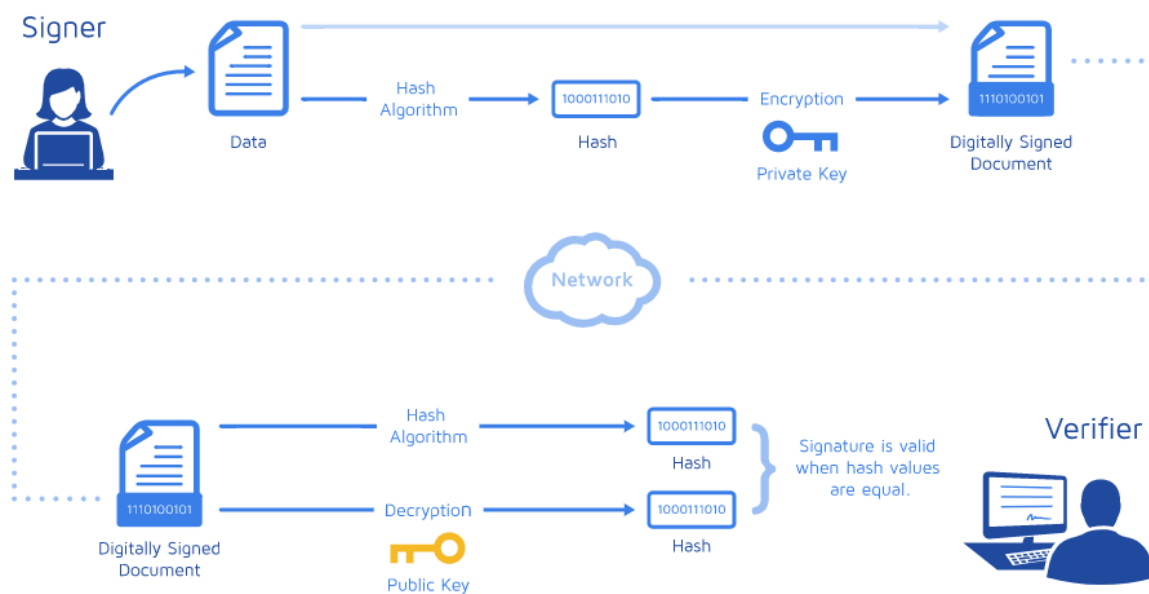 Signer
Data
Hash
Algorithm
1000111010
Hash
Encryption
Private Key
1110100101
Digitally Signed
Document
Network
1110100101
Digitally Signed
Document
Hash
Algorithm
1000111010
Hash
Decryption
Public Key
1000111010
Hash
Signature is valid
when hash values
are equal.
Verifier